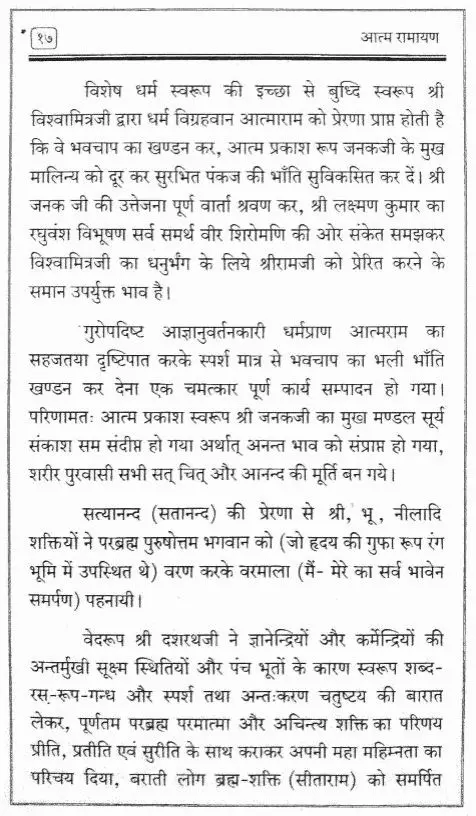 १७ आत्म रामायण
विशेष धर्म स्वरूप की इच्छा से बुध्दि स्वरूप श्री
विश्वामित्रजी द्वारा धर्म विग्रहवान आत्माराम को प्रेरणा प्राप्त होती है
कि वे भवचाप का खण्डन कर, आत्म प्रकाश रूप जनकजी के मुख
मालिन्य को दूर कर सुरभित पंकज की भाँति सुविकसित कर दें। श्री
जनक जी की उत्तेजना पूर्ण वार्ता श्रवण कर, श्री लक्ष्मण कुमार का
रघुवंश विभूषण सर्व समर्थ वीर शिरोमणि की ओर संकेत समझकर
विश्वामित्रजी का धनुर्भंग के लिये श्रीरामजी को प्रेरित करने के
समान उपर्युक्त भाव है।
गुरोपदिष्ट आज्ञानुवर्तनकारी धर्मप्राण आत्मराम का
सहजतया दृष्टिपात करके स्पर्श मात्र से भवचाप का भली भाँति
खण्डन कर देना एक चमत्कार पूर्ण कार्य सम्पादन हो गया।
परिणामतः आत्म प्रकाश स्वरूप श्री जनकजी का मुख मण्डल सूर्य
संकाश सम संदीप्त हो गया अर्थात् अनन्त भाव को संप्राप्त हो गया,
शरीर पुरवासी सभी सत् चित् और आनन्द की मूर्ति बन गये।
सत्यानन्द (सतानन्द) की प्रेरणा से श्री, भू , नीलादि
शक्तियों ने परब्रह्म पुरुषोत्तम भगवान को (जो हृदय की गुफा रूप रंग
भूमि में उपस्थित थे) वरण करके वरमाला (मैं- मेरे का सर्व भावेन
समर्पण) पहनायी।
वेदरूप श्री दशरथजी ने ज्ञानेन्द्रियों और कर्मेन्द्रियों की
अन्तर्मुखी सूक्ष्म स्थितियों और पंच भूतों के कारण स्वरूप शब्द-
रस्-रूप-गन्ध और स्पर्श तथा अन्तःकरण चतुष्टय की बारात
लेकर, पूर्णतम परब्रह्म परमात्मा और अचिन्त्य शक्ति का परिणय
प्रीति, प्रतीति एवं सुरीति के साथ कराकर अपनी महा महिम्नता का
परिचय दिया, बराती लोग ब्रह्म-शक्ति (सीताराम) को समर्पित